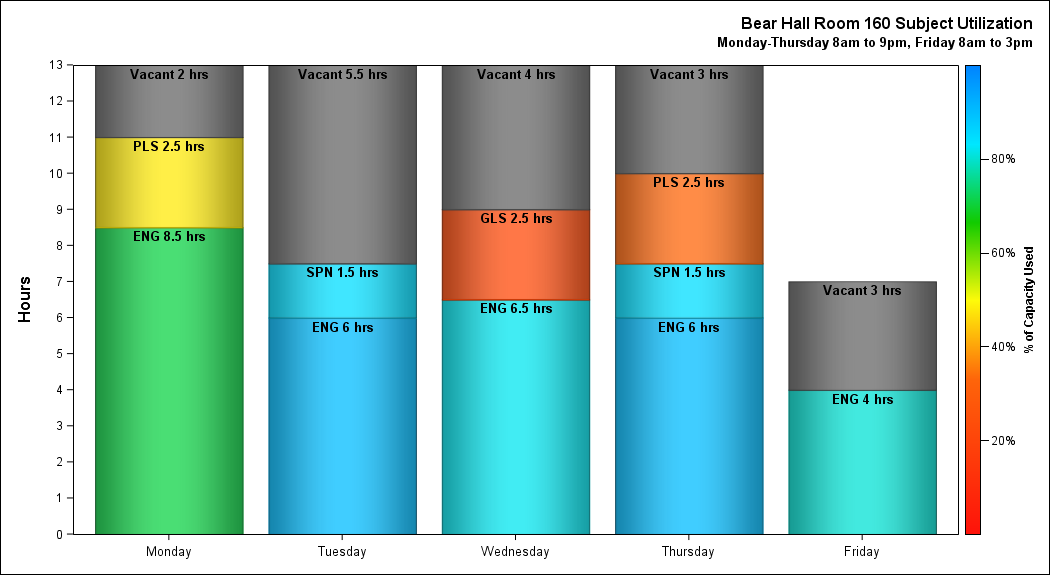 Bear Hall Room 160 Subject Utilization
Monday-Thursday 8am to 9pm, Friday 8am to 3pm
Hours
13
12
11
10
9
8
7
6
5
4
3
2
1
0
Vacant 2 hrs
PLS 2.5 hrs
ENG 8.5 hrs
Vacant 5.5 hrs
SPN 1.5 hrs
ENG 6 hrs
Vacant 4 hrs
GLS 2.5 hrs
ENG 6.5 hrs
Vacant 3 hrs
PLS 2.5 hrs
SPN 1.5 hrs
ENG 6 hrs
Vacant 3 hrs
ENG 4 hrs
Monday
Tuesday
Wednesday
Thursday
Friday
80%
60%
40%
20%
% of Capacity Used